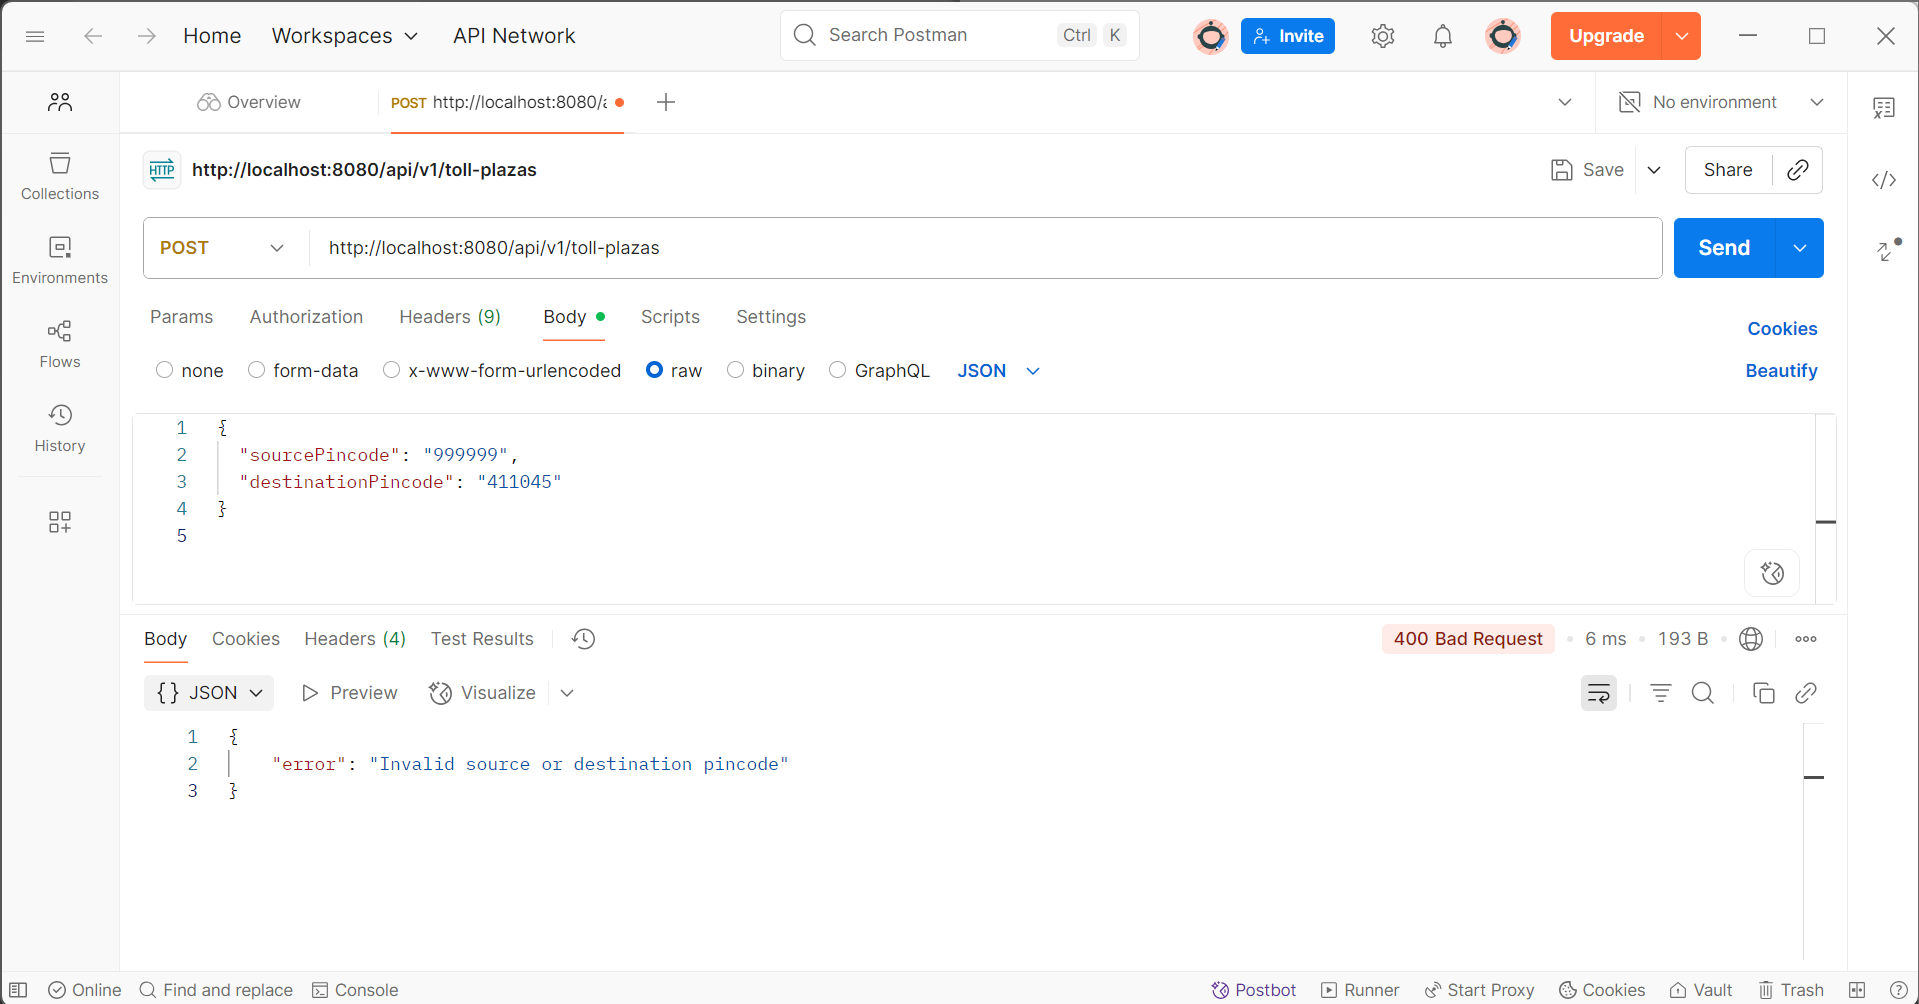 Home Workspaces API Network Search Postman Ctrl K Invite Upgrade
Overview POST http://localhost:8080/a No environment
HTTP http://localhost:8080/api/v1/toll-plazas Save Share
Collections
Environments
Flows
History
POST http://localhost:8080/api/v1/toll-plazas Send
Params Authorization Headers (9) Body Scripts Settings Cookies
none form-data x-www-form-urlencoded raw binary GraphQL JSON Beautify
1 {
2 "sourcePincode": "999999",
3 "destinationPincode": "411045"
4 }
5
Body Cookies Headers (4) Test Results 400 Bad Request • 6 ms • 193 B •
{} JSON Preview Visualize
1 {
2 "error": "Invalid source or destination pincode"
3 }
Online Find and replace Console Postbot Runner Start Proxy Cookies Vault Trash